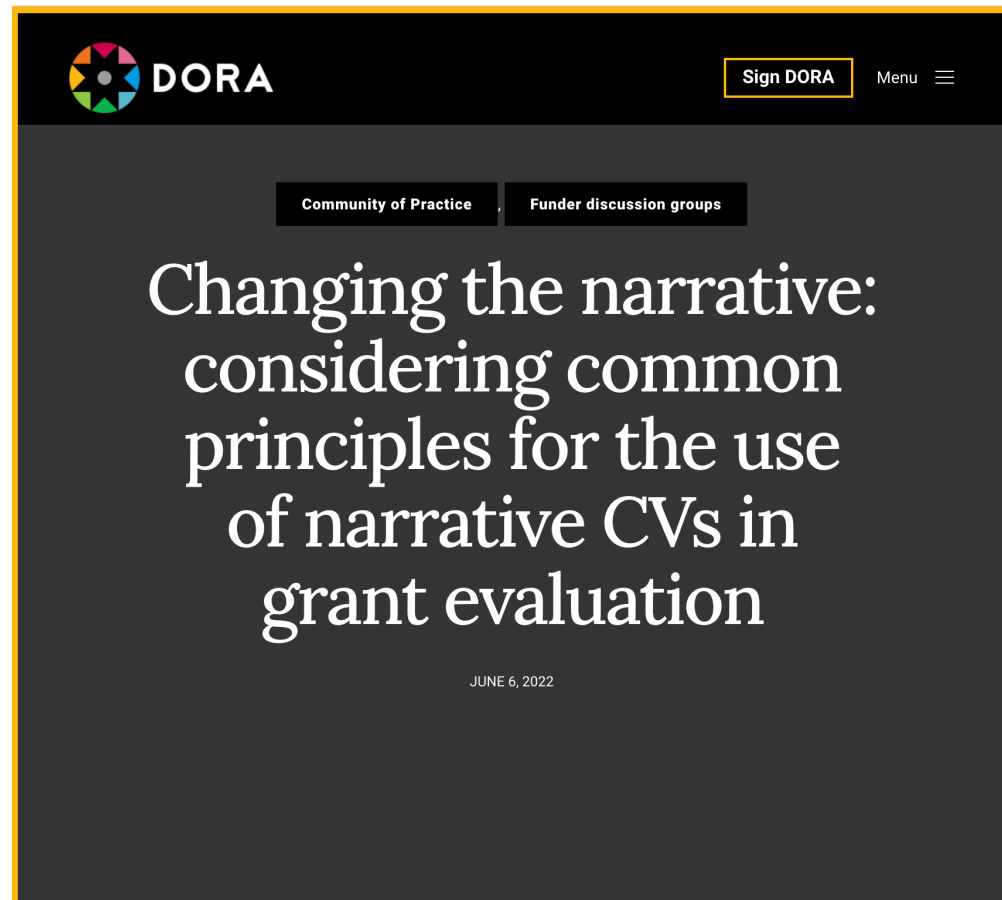 DORA
Sign DORA
Menu
Community of Practice , Funder discussion groups
Changing the narrative:
considering common
principles for the use
of narrative CVs in
grant evaluation
JUNE 6, 2022